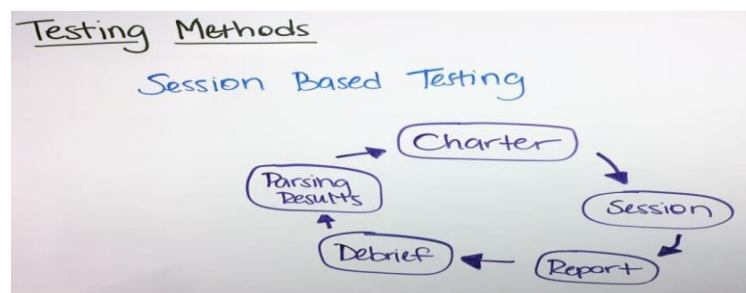 Testing Methods
Session Based Testing
Charter
Session
Report
Debrief
Parsing
Results